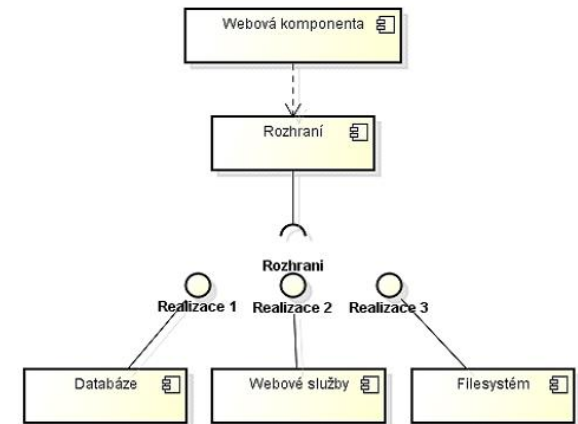 Webová komponenta
Rozhraní
Rozhrani
Realizace 1
Realizace 2
Realizace 3
Databáze
Webové služby
Filesystém